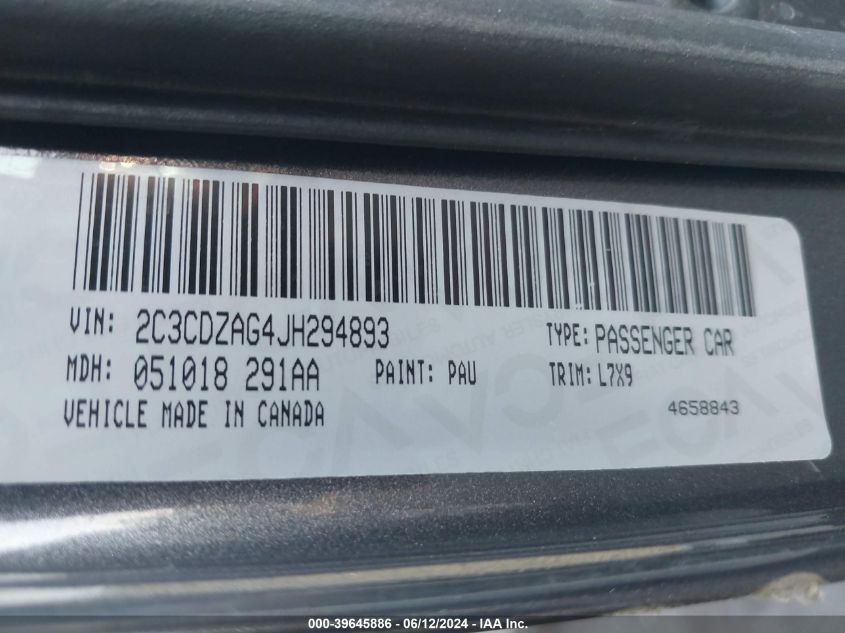 VIN: 2C3CDZAG4JH294893 TYPE: PASSENGER CAR
MDH: 051018 291AA PAINT: PAU TRIM: L7X9
VEHICLE MADE IN CANADA 4658843
000-39645886 - 06/12/2024 - IAA Inc.